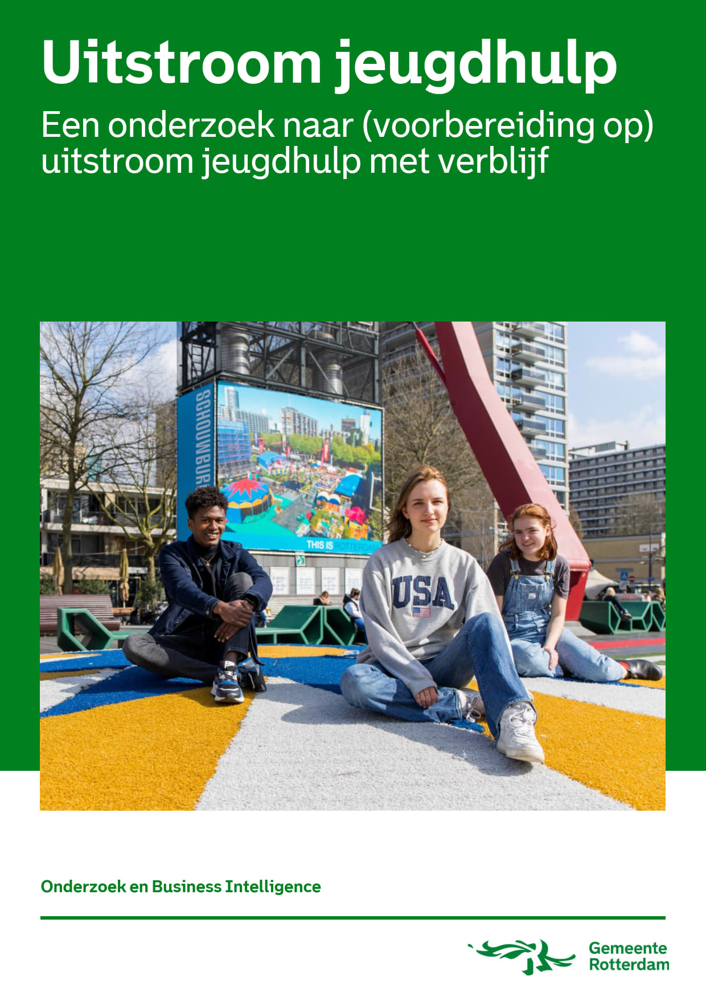 Uitstroom jeugdhulp
Een onderzoek naar (voorbereiding op)
uitstroom jeugdhulp met verblijf
SCHOUWBUR
THIS IS ROTTERDAM
USA
Onderzoek en Business Intelligence
Gemeente
Rotterdam